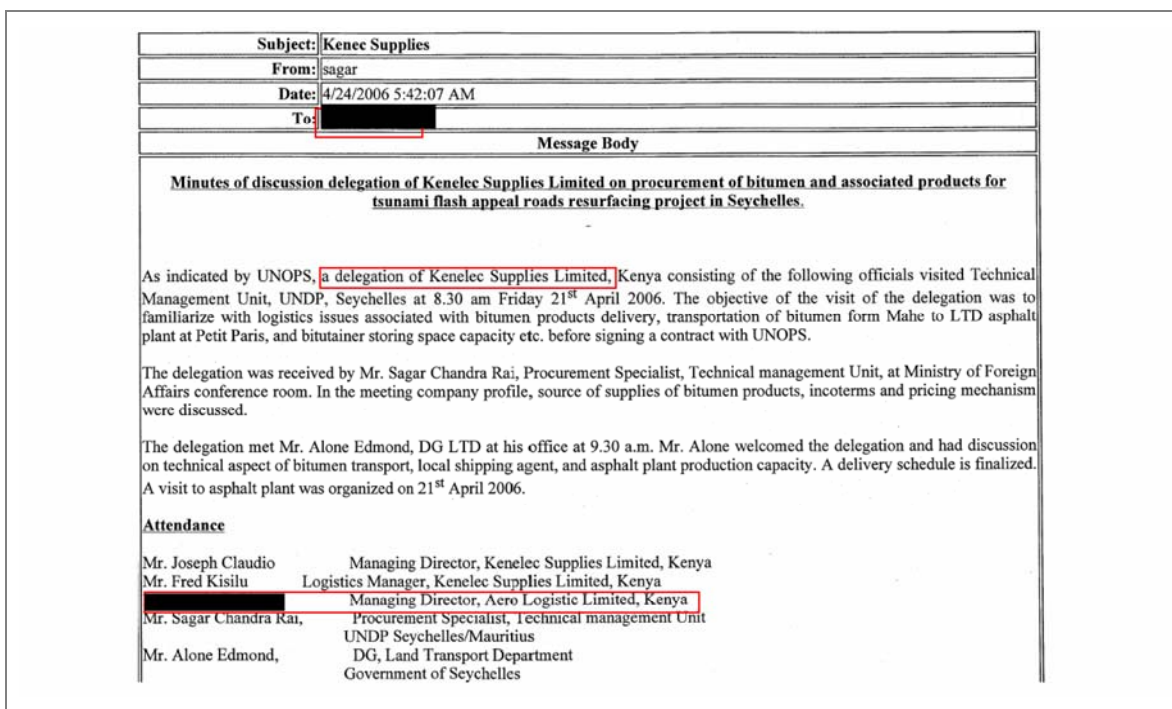 Subject: Kenec Supplies
From: sagar
Date: 4/24/2006 5:42:07 AM
To:
Message Body
Minutes of discussion delegation of Kenelec Supplies Limited on procurement of bitumen and associated products for
tsunami flash appeal roads resurfacing project in Seychelles.
As indicated by UNOPS, a delegation of Kenelec Supplies Limited, Kenya consisting of the following officials visited Technical
Management Unit, UNDP, Seychelles at 8.30 am Friday 21st April 2006. The objective of the visit of the delegation was to
familiarize with logistics issues associated with bitumen products delivery, transportation of bitumen form Mahe to LTD asphalt
plant at Petit Paris, and bitutainer storing space capacity etc. before signing a contract with UNOPS.
The delegation was received by Mr. Sagar Chandra Rai, Procurement Specialist, Technical management Unit, at Ministry of Foreign
Affairs conference room. In the meeting company profile, source of supplies of bitumen products, incoterms and pricing mechanism
were discussed.
The delegation met Mr. Alone Edmond, DG LTD at his office at 9.30 a.m. Mr. Alone welcomed the delegation and had discussion
on technical aspect of bitumen transport, local shipping agent, and asphalt plant production capacity. A delivery schedule is finalized.
A visit to asphalt plant was organized on 21st April 2006.
Attendance
Mr. Joseph Claudio Managing Director, Kenelec Supplies Limited, Kenya
Mr. Fred Kisilu Logistics Manager, Kenelec Supplies Limited, Kenya
Managing Director, Aero Logistic Limited, Kenya
Mr. Sagar Chandra Rai, Procurement Specialist, Technical management Unit
UNDP Seychelles/Mauritius
Mr. Alone Edmond, DG, Land Transport Department
Government of Seychelles